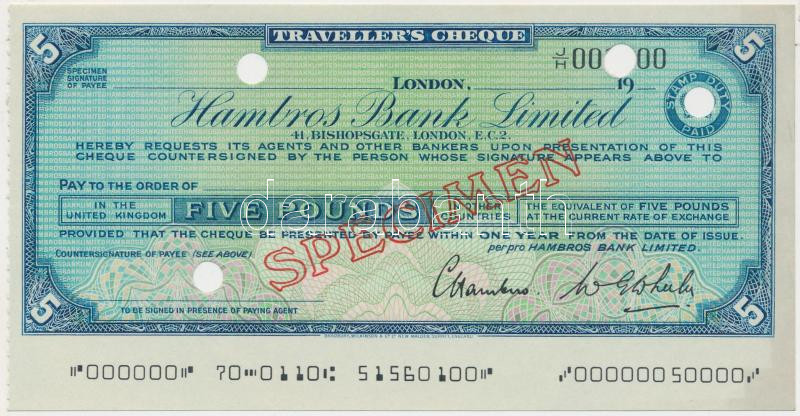 TRAVELLER'S CHEQUE
5 5
SPECIMEN
SIGNATURE
OF PAYEE
J/H 00 00
LONDON, 19
STAMP DUTY
PAID
Hambros Bank Limited
41, BISHOPSGATE, LONDON, E.C.2.
HEREBY REQUESTS ITS AGENTS AND OTHER BANKERS UPON PRESENTATION OF THIS
CHEQUE COUNTERSIGNED BY THE PERSON WHOSE SIGNATURE APPEARS ABOVE TO
PAY TO THE ORDER OF
IN THE
UNITED KINGDOM
FIVE POUNDS
IN OTHER
COUNTRIES
THE EQUIVALENT OF FIVE POUNDS
AT THE CURRENT RATE OF EXCHANGE
SPECIMEN
PROVIDED THAT THE CHEQUE BE PRESENTED BY PAYEE WITHIN ONE YEAR FROM THE DATE OF ISSUE.
COUNTERSIGNATURE OF PAYEE (SEE ABOVE)
per pro HAMBROS BANK LIMITED.
CHambro
TO BE SIGNED IN PRESENCE OF PAYING AGENT
5 5
⑈000000⑈ 70⑉0110⑆ 51560100⑈ ⑇0000005000⑇